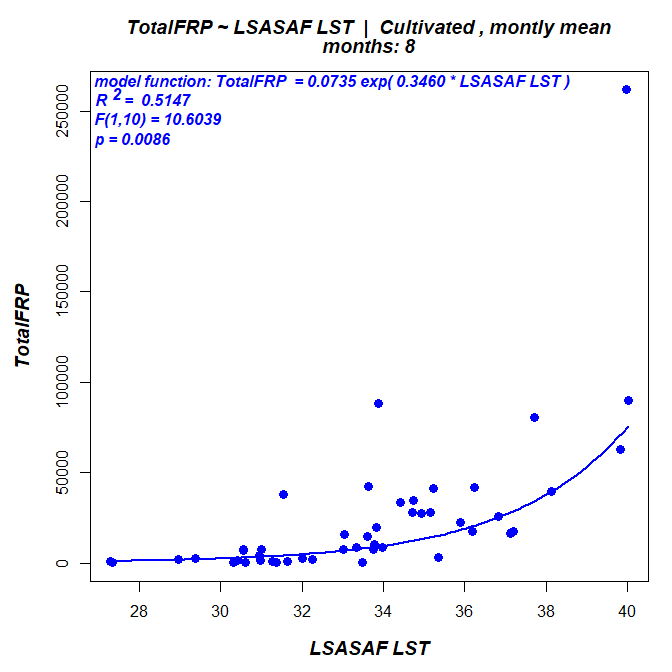 TotalFRP ~ LSASAF LST | Cultivated , montly mean
months: 8
model function: TotalFRP = 0.0735 exp( 0.3460 * LSASAF LST )
R 2 = 0.5147
F(1,10) = 10.6039
p = 0.0086
TotalFRP
250000
200000
150000
100000
50000
0
28 30 32 34 36 38 40
LSASAF LST